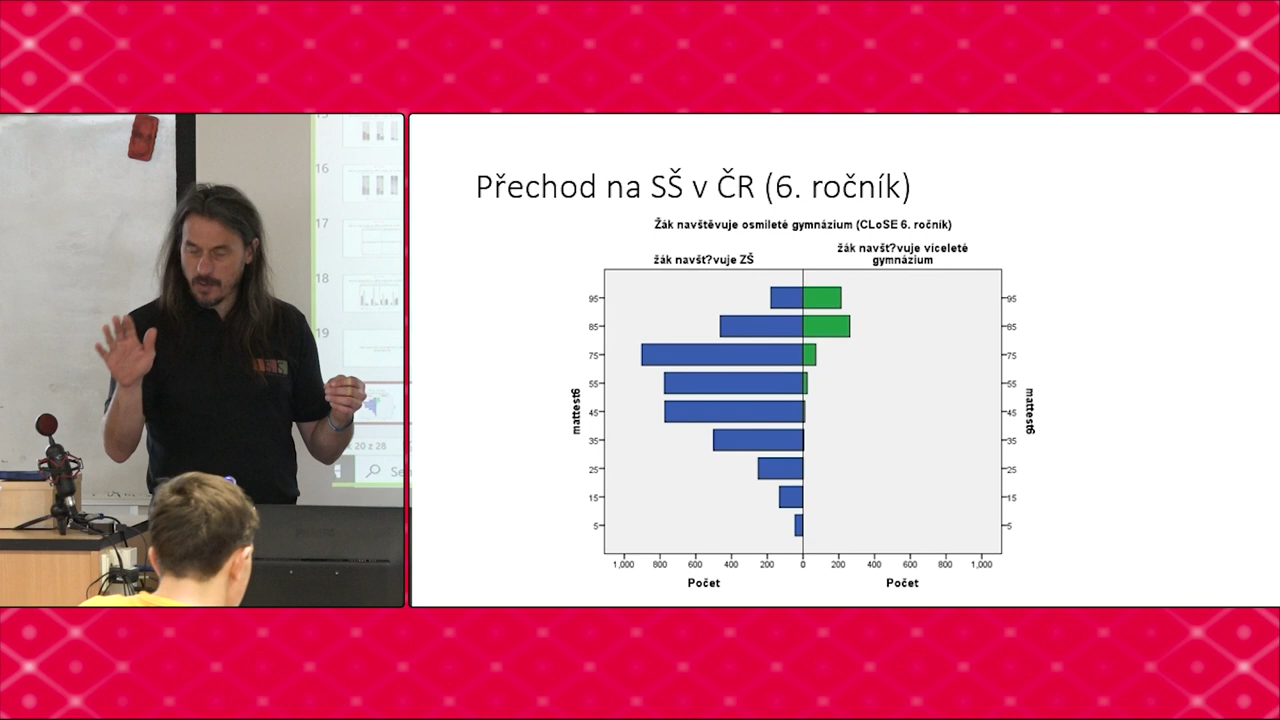 16
17
18
19
20 z 28
Se
Přechod na SŠ v ČR (6. ročník)
Žák navštěvuje osmileté gymnázium (CLoSE 6. ročník)
žák navšt?vuje ZŠ
žák navšt?vuje víceleté
gymnázium
95 95
85 85
75 75
55 55
45 45
35 35
25 25
15 15
5 5
mattest6
mattest6
1,000 800 600 400 200 0 200 400 600 800 1,000
Počet Počet